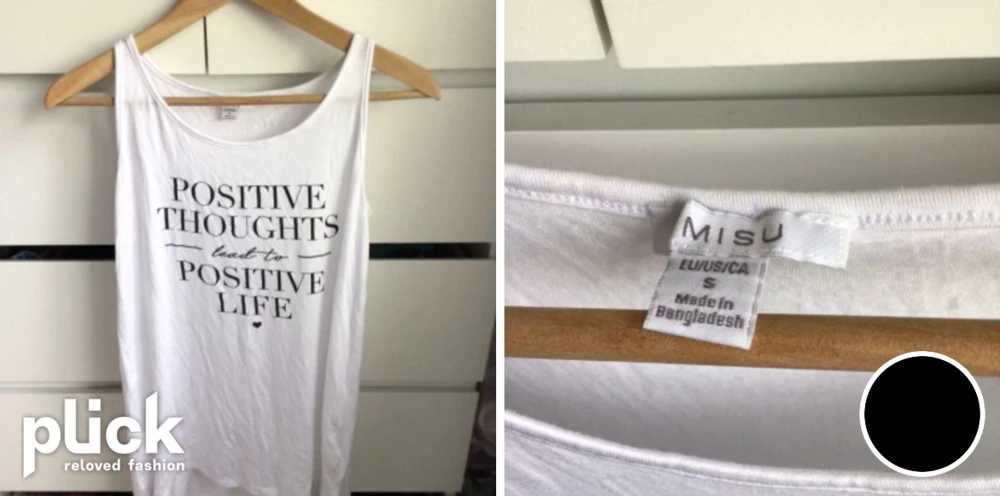 POSITIVE
THOUGHTS
lead to
POSITIVE
LIFE
plick
reloved fashion
MISU
EU/US/CA
S
Made in
Bangladesh